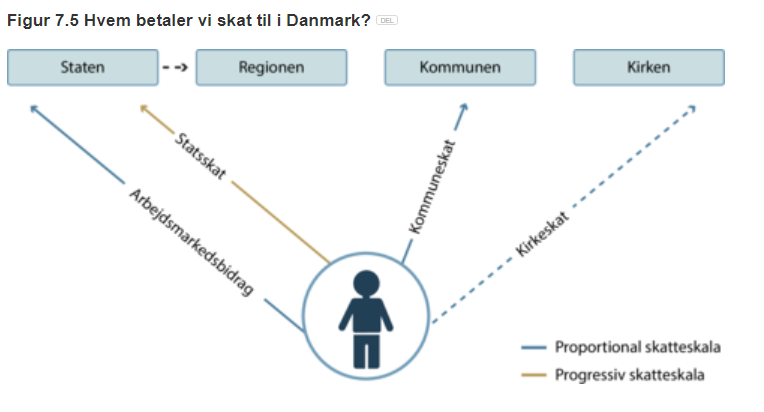 Figur 7.5 Hvem betaler vi skat til i Danmark? DEL
Staten
Regionen
Kommunen
Kirken
Statsskat
Arbejdsmarkedsbidrag
Kommuneskat
Kirkeskat
Proportional skatteskala
Progressiv skatteskala